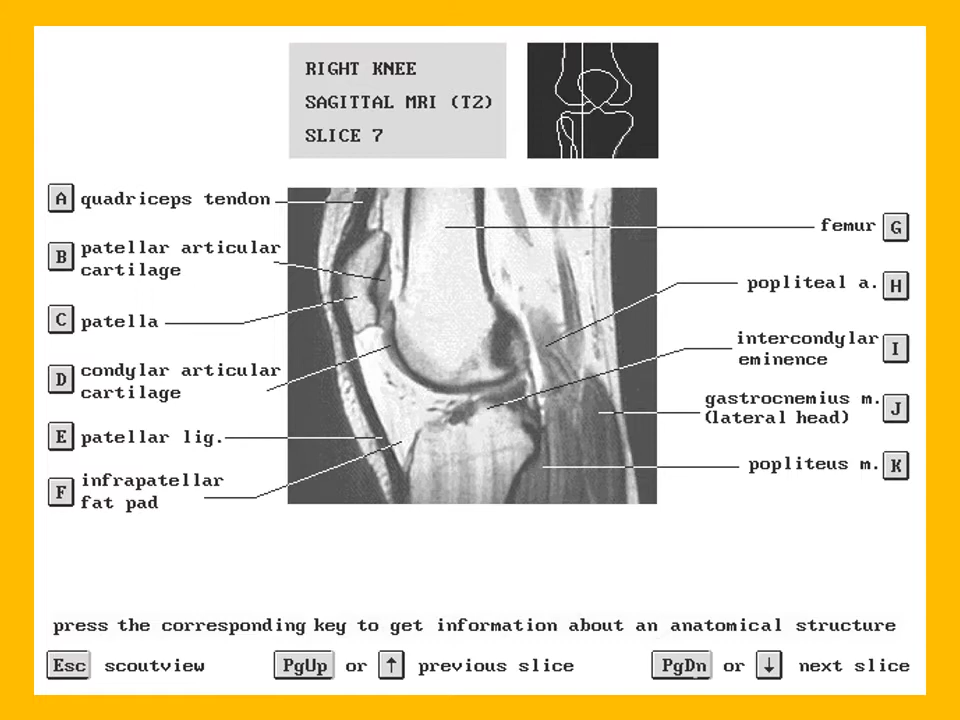 RIGHT KNEE
SAGITTAL MRI (T2)
SLICE 7
A quadriceps tendon
B patellar articular
cartilage
C patella
D condylar articular
cartilage
E patellar lig.
F infrapatellar
fat pad
femur G
popliteal a. H
intercondylar
eminence I
gastrocnemius m.
(lateral head) J
popliteus m. K
press the corresponding key to get information about an anatomical structure
Esc scoutview PgUp or ↑ previous slice PgDn or ↓ next slice